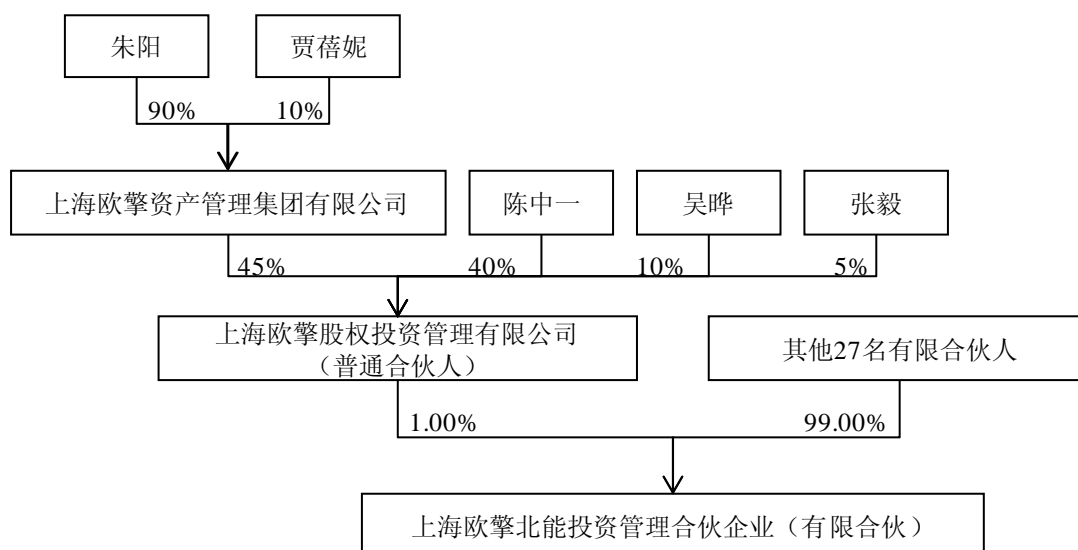 朱阳
贾蓓妮
90%
10%
上海欧擎资产管理集团有限公司
陈中一
吴晔
张毅
45%
40%
10%
5%
上海欧擎股权投资管理有限公司
（普通合伙人）
其他27名有限合伙人
1.00%
99.00%
上海欧擎北能投资管理合伙企业（有限合伙）